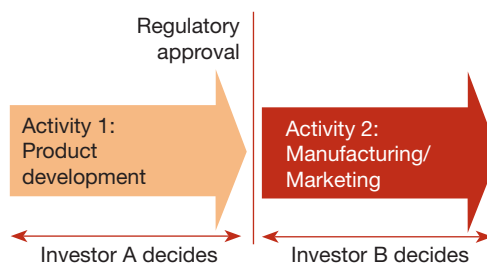 Regulatory
approval
Activity 1:
Product
development
Activity 2:
Manufacturing/
Marketing
Investor A decides
Investor B decides